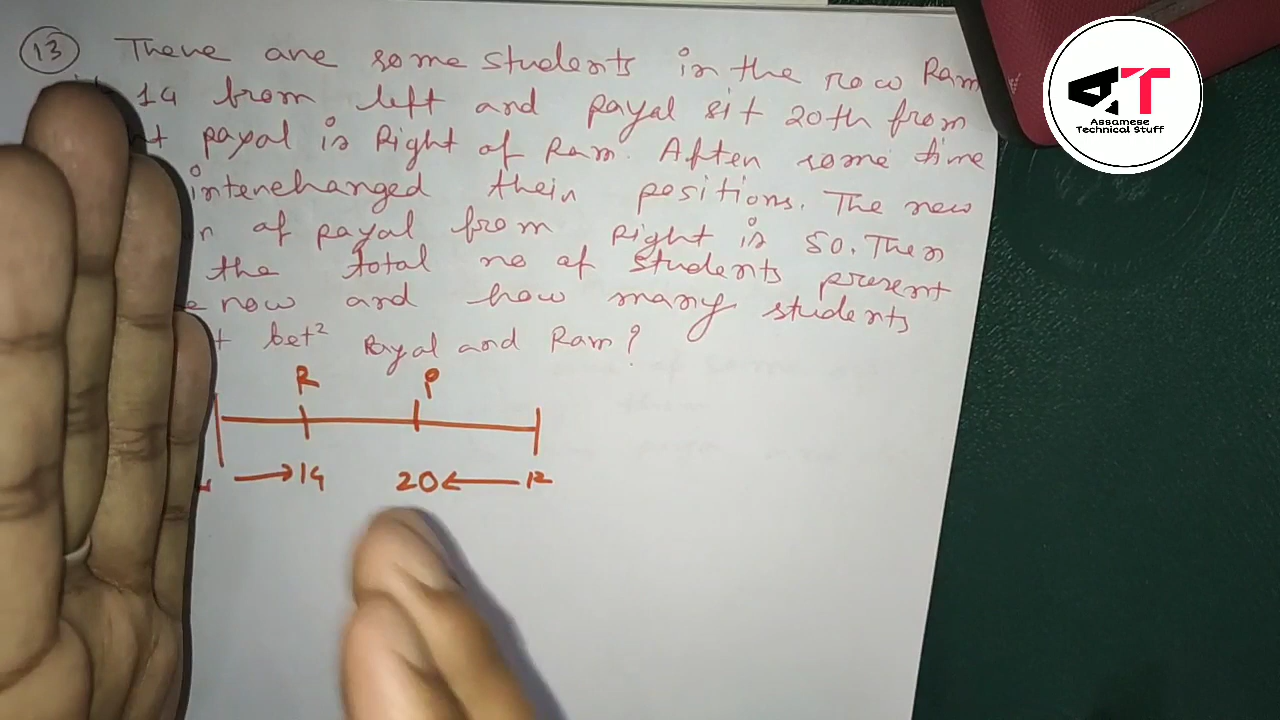 13 There are some students in the row Ram
14 from left and payal sit 20th from
payal is Right of Ram. After some time
interchanged their positions. The new
of payal from Right is 50. Then
the total no of students present
now and how many students
bet² Payal and Ram?
R P
→14 20←
AT
Assamese
Technical Stuff